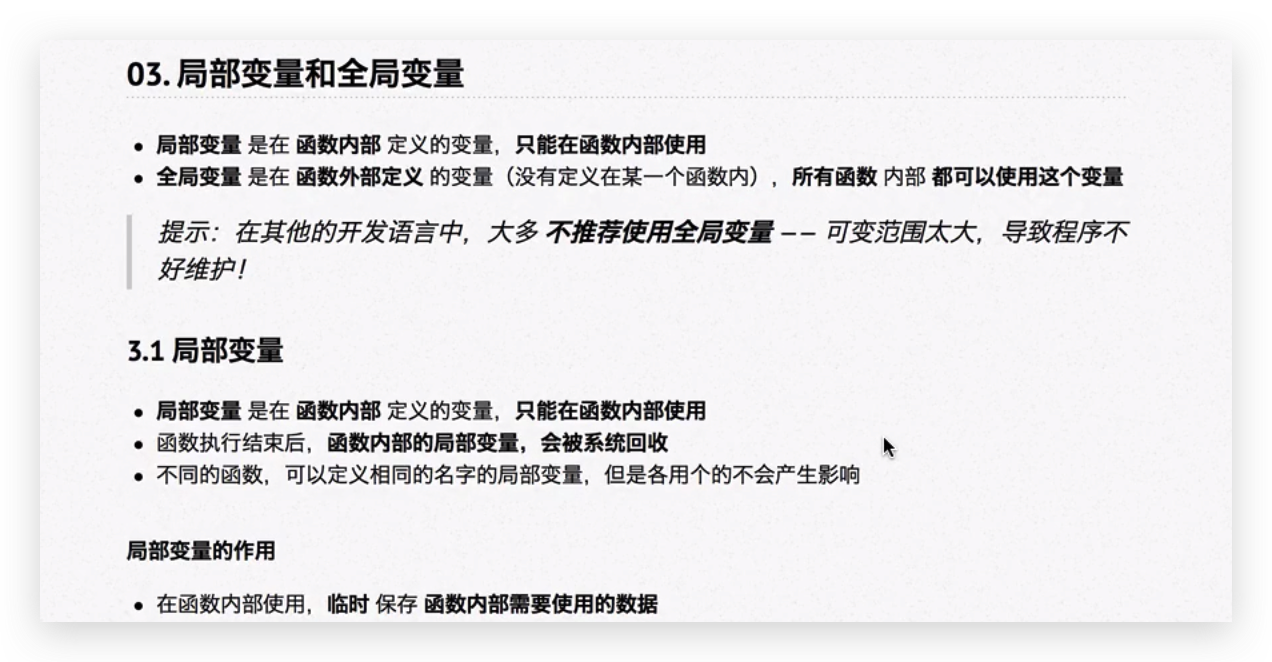 03. 局部变量和全局变量
局部变量 是在 函数内部 定义的变量，只能在函数内部使用
全局变量 是在 函数外部定义 的变量（没有定义在某一个函数内），所有函数 内部 都可以使用这个变量
提示：在其他的开发语言中，大多 不推荐使用全局变量 —— 可变范围太大，导致程序不
好维护！
3.1 局部变量
局部变量 是在 函数内部 定义的变量，只能在函数内部使用
函数执行结束后，函数内部的局部变量，会被系统回收
不同的函数，可以定义相同的名字的局部变量，但是各用个的不会产生影响
局部变量的作用
在函数内部使用，临时 保存 函数内部需要使用的数据